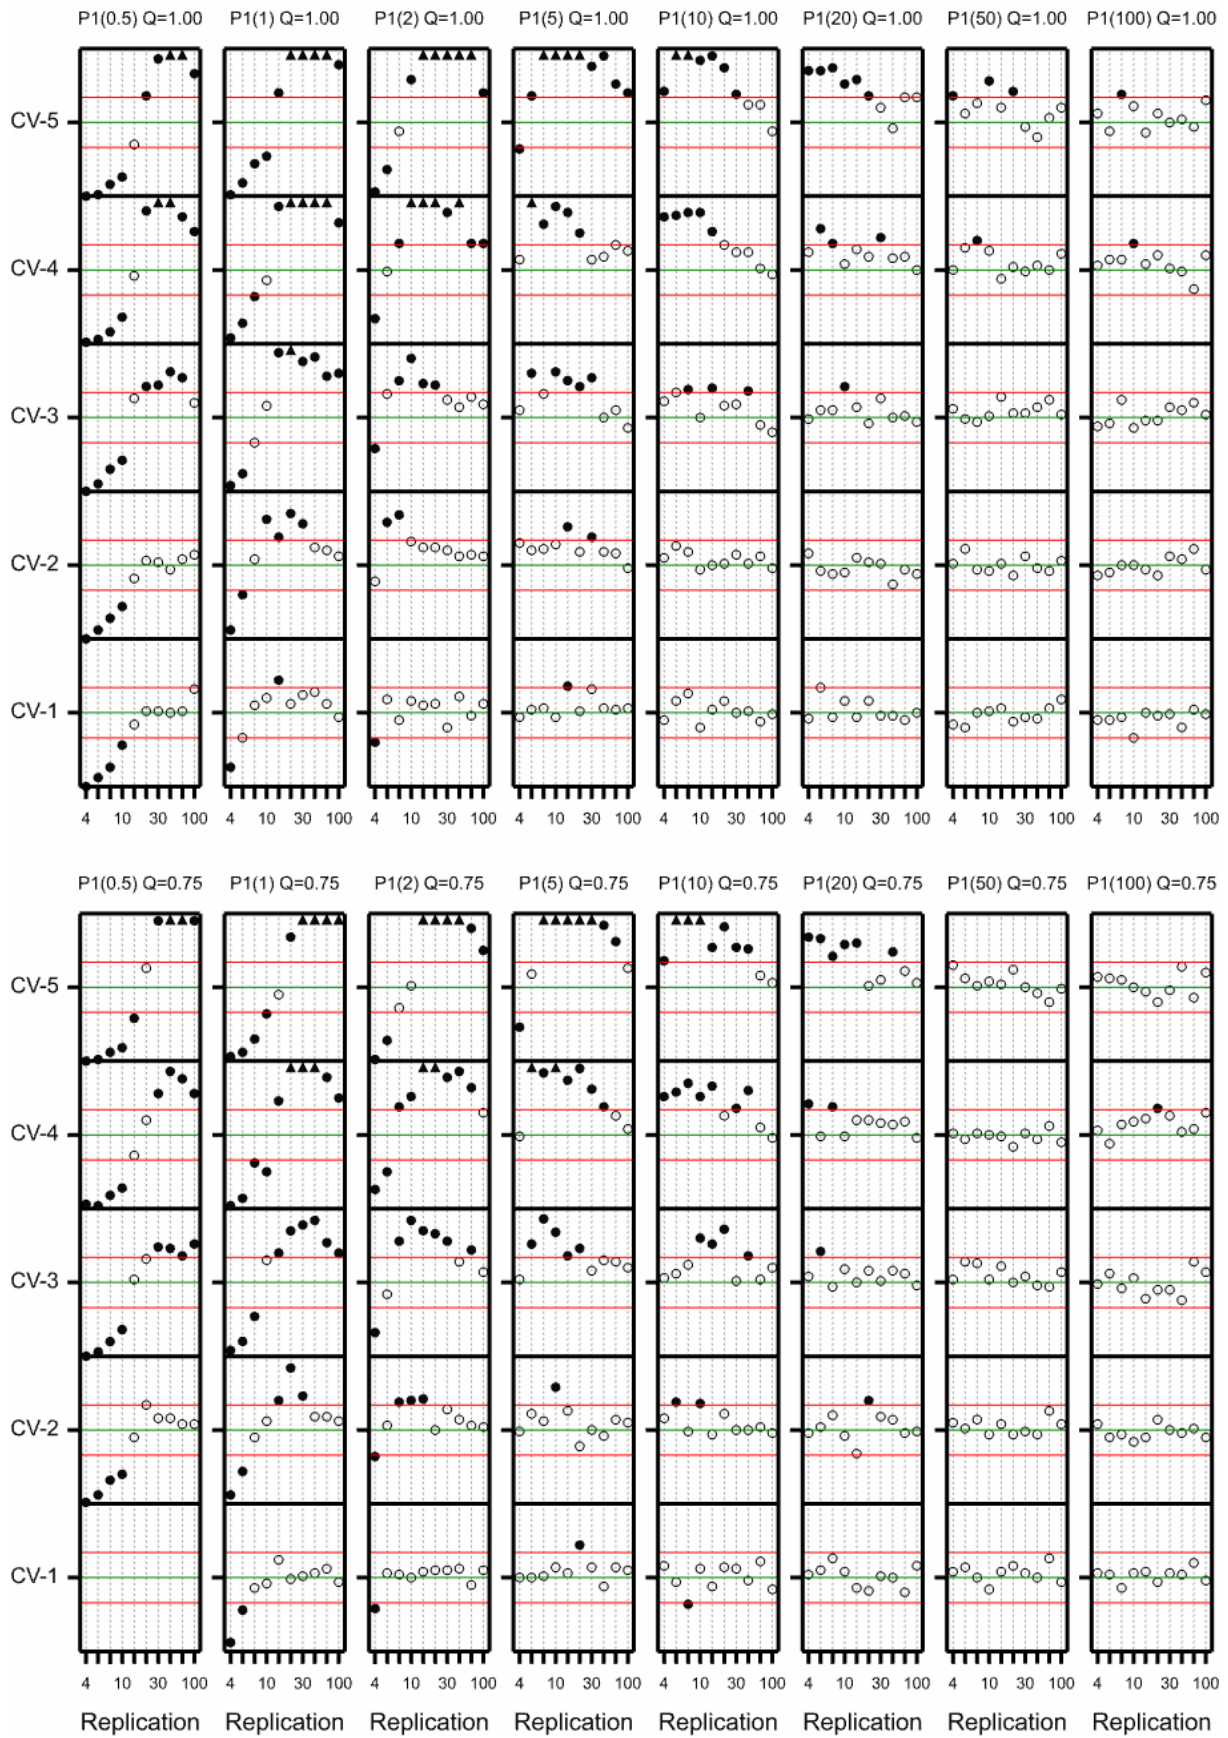 P1(0.5) Q=1.00 P1(1) Q=1.00 P1(2) Q=1.00 P1(5) Q=1.00 P1(10) Q=1.00 P1(20) Q=1.00 P1(50) Q=1.00 P1(100) Q=1.00
CV-5
CV-4
CV-3
CV-2
CV-1
4 10 30 100 4 10 30 100 4 10 30 100 4 10 30 100 4 10 30 100 4 10 30 100 4 10 30 100 4 10 30 100
P1(0.5) Q=0.75 P1(1) Q=0.75 P1(2) Q=0.75 P1(5) Q=0.75 P1(10) Q=0.75 P1(20) Q=0.75 P1(50) Q=0.75 P1(100) Q=0.75
CV-5
CV-4
CV-3
CV-2
CV-1
4 10 30 100 4 10 30 100 4 10 30 100 4 10 30 100 4 10 30 100 4 10 30 100 4 10 30 100 4 10 30 100
Replication Replication Replication Replication Replication Replication Replication Replication